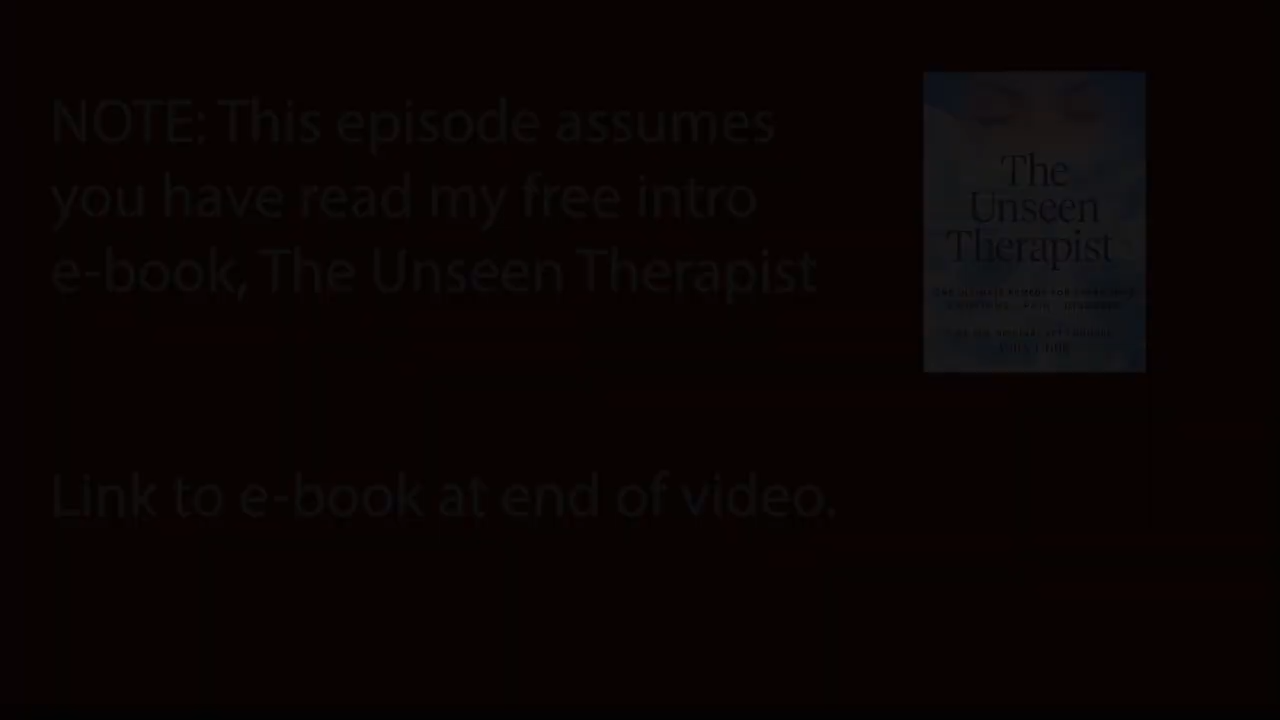 NOTE: This episode assumes
you have read my free intro
e-book, The Unseen Therapist
Link to e-book at end of video.
The
Unseen
Therapist